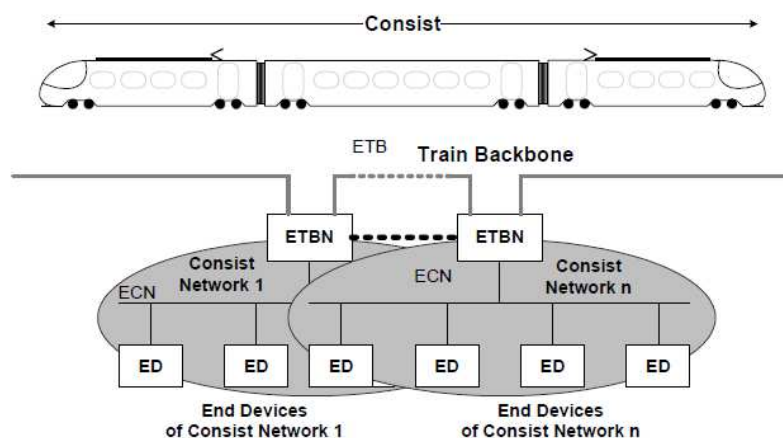 Consist
ETB
Train Backbone
ETBN
ETBN
Consist
Network 1
ECN
ECN
Consist
Network n
ED
ED
ED
ED
ED
ED
End Devices
of Consist Network 1
End Devices
of Consist Network n